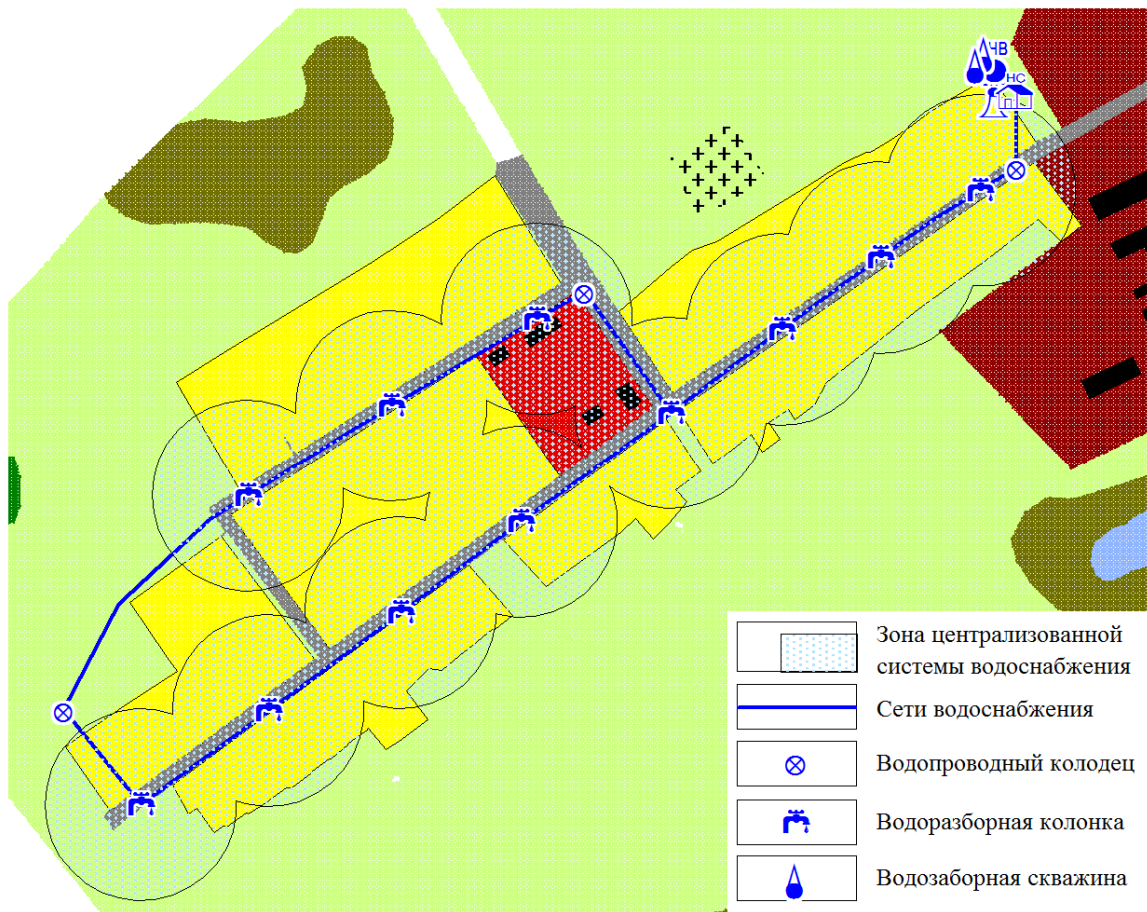 ЧВ
НС
Зона централизованной
системы водоснабжения
Сети водоснабжения
Водопроводный колодец
Водоразборная колонка
Водозаборная скважина